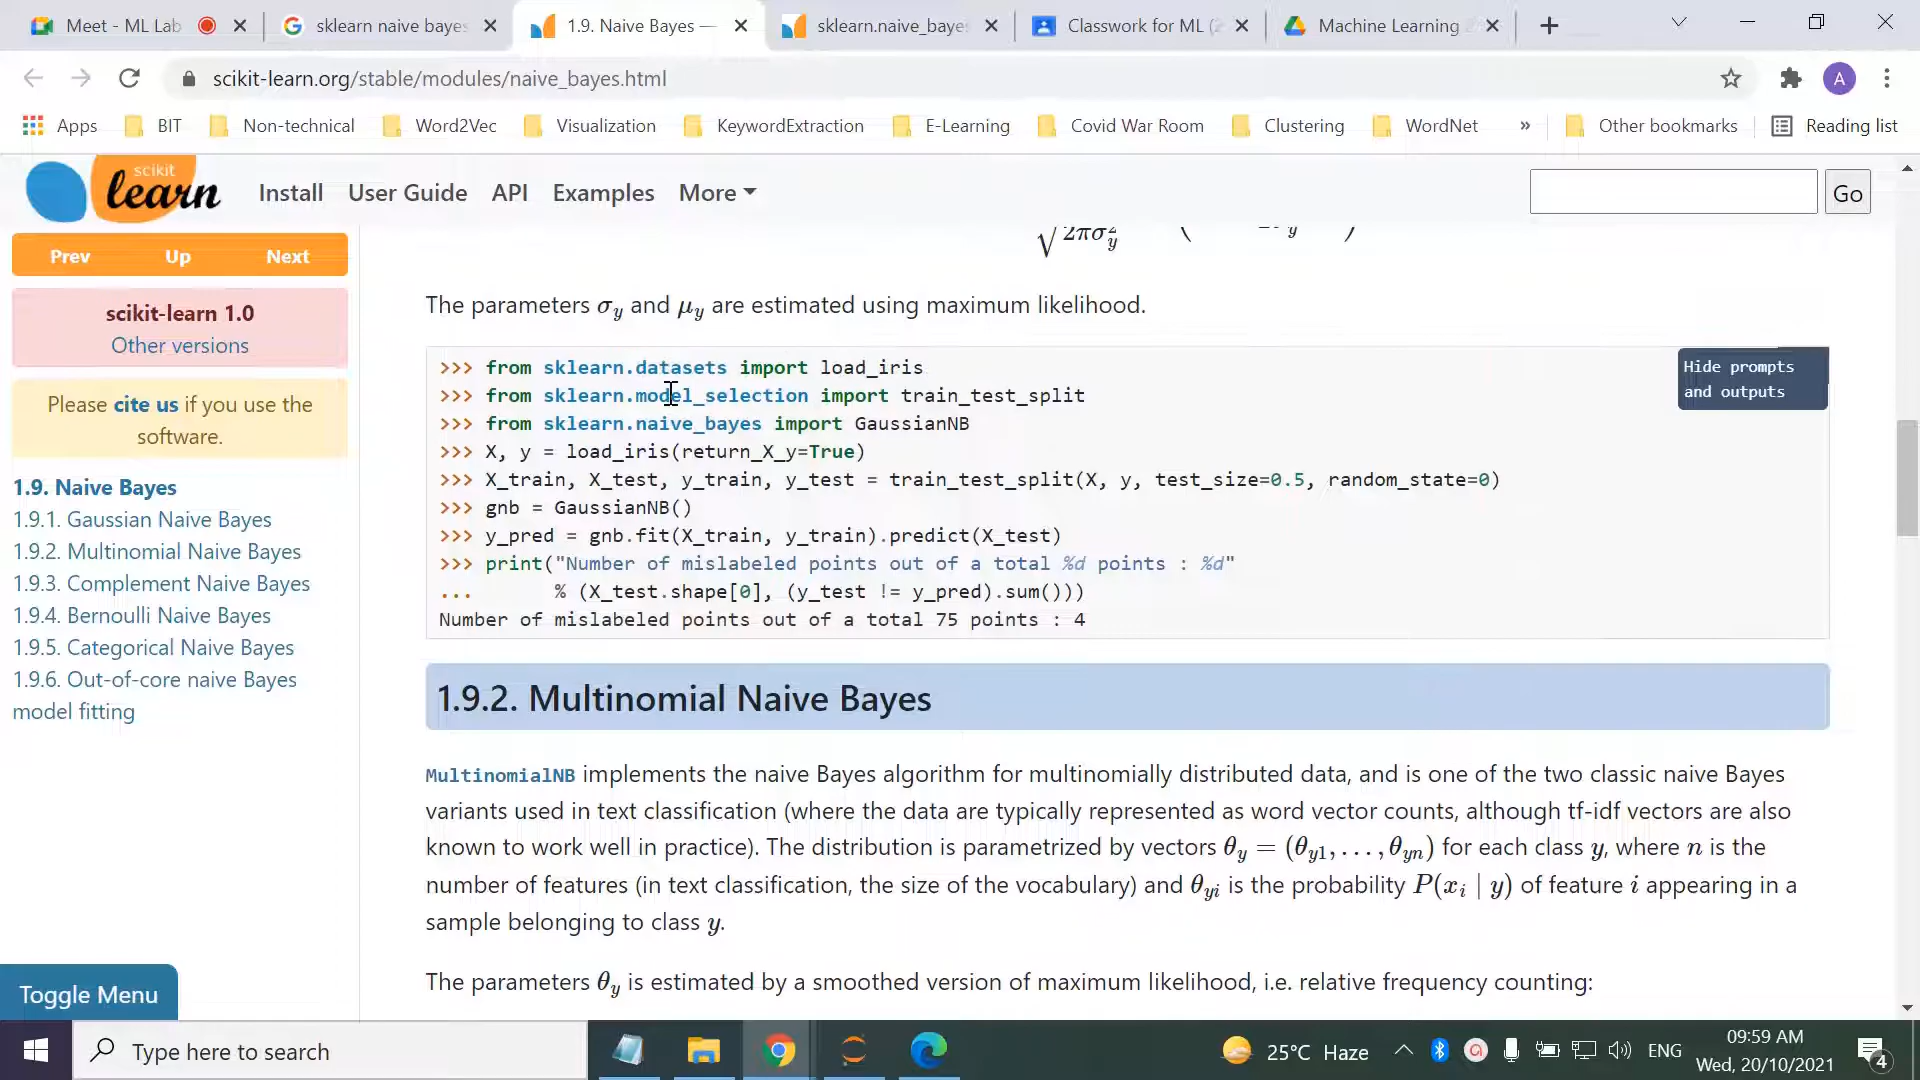 Meet - ML Lab
sklearn naive bayes
1.9. Naive Bayes —
sklearn.naive_bayes
Classwork for ML (2
Machine Learning
scikit-learn.org/stable/modules/naive_bayes.html
A
Apps
BIT
Non-technical
Word2Vec
Visualization
KeywordExtraction
E-Learning
Covid War Room
Clustering
WordNet
»
Other bookmarks
Reading list
scikit
learn
Install
User Guide
API
Examples
More
Go
Prev
Up
Next
scikit-learn 1.0
Other versions
Please cite us if you use the
software.
1.9. Naive Bayes
1.9.1. Gaussian Naive Bayes
1.9.2. Multinomial Naive Bayes
1.9.3. Complement Naive Bayes
1.9.4. Bernoulli Naive Bayes
1.9.5. Categorical Naive Bayes
1.9.6. Out-of-core naive Bayes
model fitting
Toggle Menu
The parameters σy and μy are estimated using maximum likelihood.
>>> from sklearn.datasets import load_iris
>>> from sklearn.model_selection import train_test_split
>>> from sklearn.naive_bayes import GaussianNB
>>> X, y = load_iris(return_X_y=True)
>>> X_train, X_test, y_train, y_test = train_test_split(X, y, test_size=0.5, random_state=0)
>>> gnb = GaussianNB()
>>> y_pred = gnb.fit(X_train, y_train).predict(X_test)
>>> print("Number of mislabeled points out of a total %d points : %d"
... % (X_test.shape[0], (y_test != y_pred).sum()))
Number of mislabeled points out of a total 75 points : 4
Hide prompts
and outputs
1.9.2. Multinomial Naive Bayes
MultinomialNB implements the naive Bayes algorithm for multinomially distributed data, and is one of the two classic naive Bayes
variants used in text classification (where the data are typically represented as word vector counts, although tf-idf vectors are also
known to work well in practice). The distribution is parametrized by vectors θy = (θy1, . . . , θyn) for each class y, where n is the
number of features (in text classification, the size of the vocabulary) and θyi is the probability P(xi | y) of feature i appearing in a
sample belonging to class y.
The parameters θy is estimated by a smoothed version of maximum likelihood, i.e. relative frequency counting:
Type here to search
25°C Haze
ENG
09:59 AM
Wed, 20/10/2021
4